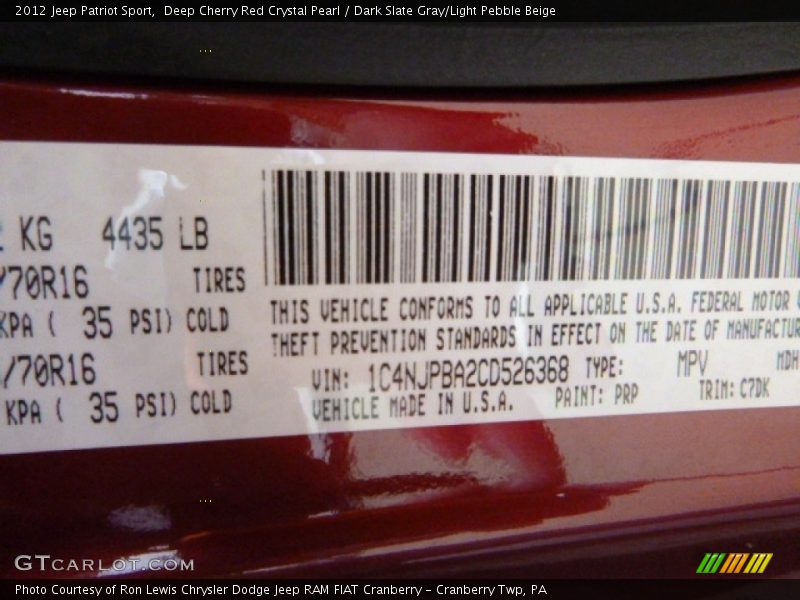 2012 Jeep Patriot Sport,  Deep Cherry Red Crystal Pearl / Dark Slate Gray/Light Pebble Beige
KG 4435 LB
/70R16 TIRES
KPA ( 35 PSI) COLD
/70R16 TIRES
KPA ( 35 PSI) COLD
THIS VEHICLE CONFORMS TO ALL APPLICABLE U.S.A. FEDERAL MOTOR
THEFT PREVENTION STANDARDS IN EFFECT ON THE DATE OF MANUFACTUR
VIN: 1C4NJPBA2CD526368 TYPE: MPV MDH
VEHICLE MADE IN U.S.A. PAINT: PRP TRIM: C7DK
GTCARLOT.COM
Photo Courtesy of Ron Lewis Chrysler Dodge Jeep RAM FIAT Cranberry – Cranberry Twp, PA